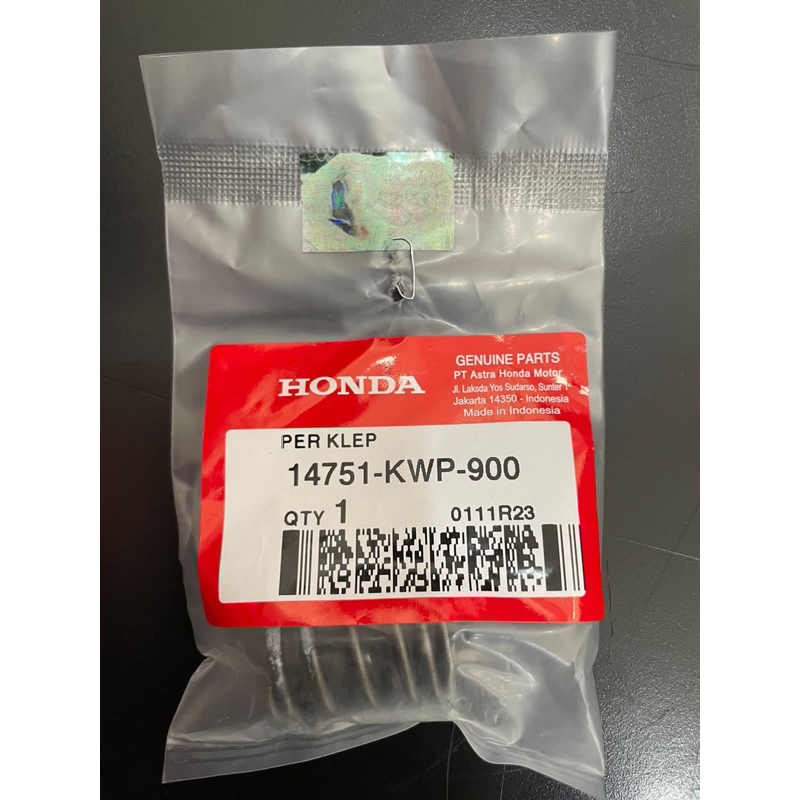 HONDA
GENUINE PARTS
PT Astra Honda Motor
Jl. Laksda Yos Sudarso, Sunter 1
Jakarta 14350 - Indonesia
Made in Indonesia
PER KLEP
14751-KWP-900
QTY 1 0111R23